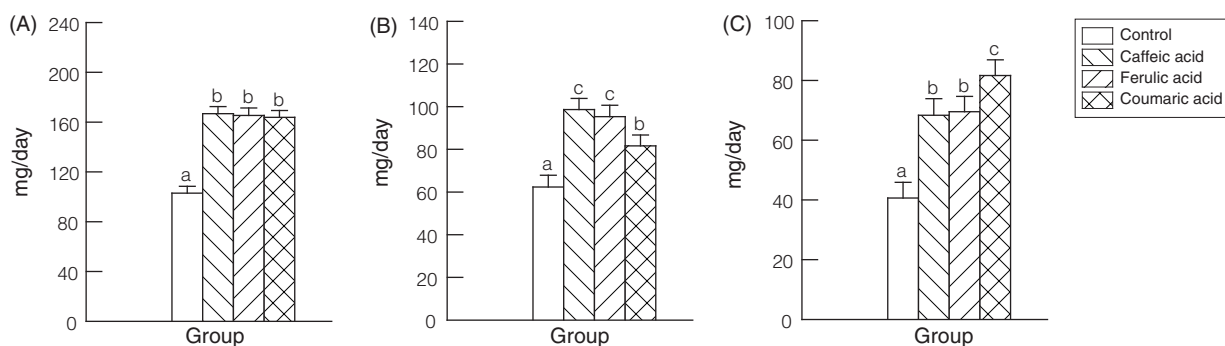 (A)
240
200
160
120
80
40
0
mg/day
a
b
b
b
Group
(B)
140
120
100
80
60
40
20
0
mg/day
a
c
c
b
Group
(C)
100
80
60
40
20
0
mg/day
a
b
b
c
Group
Control
Caffeic acid
Ferulic acid
Coumaric acid